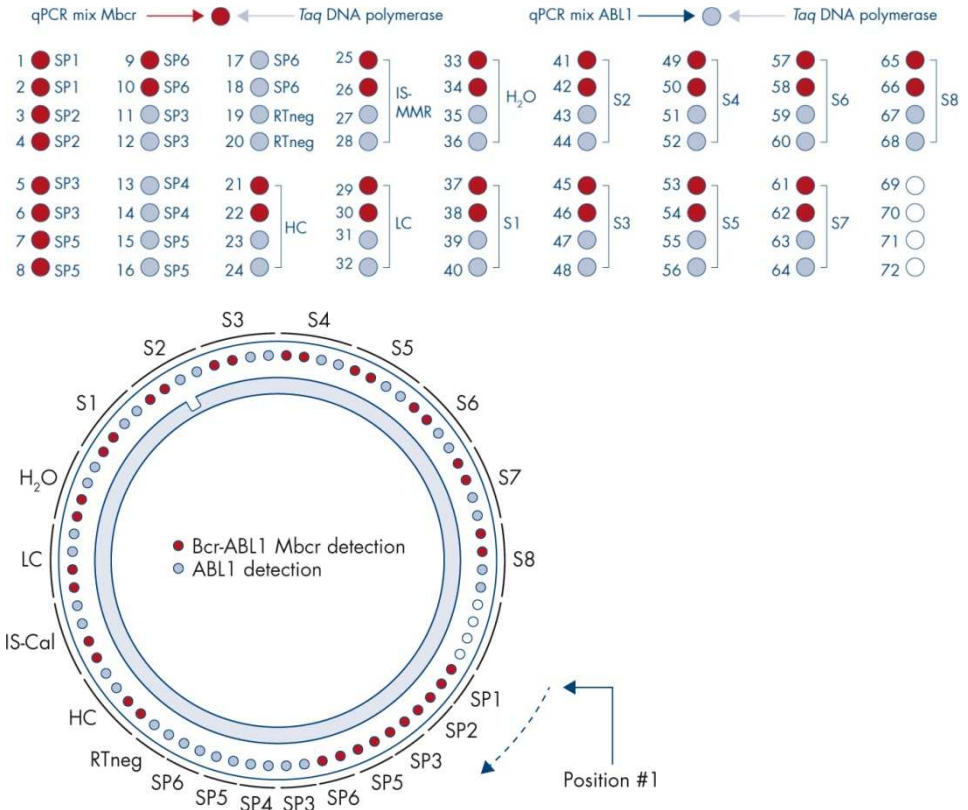 qPCR mix Mbcr Taq DNA polymerase qPCR mix ABL1 Taq DNA polymerase
1 SP1 9 SP6 17 SP6 25 33 41 49 57 65
2 SP1 10 SP6 18 SP6 26 IS- 34 H2O 42 S2 50 S4 58 S6 66 S8
3 SP2 11 SP3 19 RTneg 27 MMR 35 43 51 59 67
4 SP2 12 SP3 20 RTneg 28 36 44 52 60 68
5 SP3 13 SP4 21 29 37 45 53 61 69
6 SP3 14 SP4 22 HC 30 LC 38 S1 46 S3 54 S5 62 S7 70
7 SP5 15 SP5 23 31 39 47 55 63 71
8 SP5 16 SP5 24 32 40 48 56 64 72
S3 S4
S2 S5
S1 S6
H2O S7
LC S8
Bcr-ABL1 Mbcr detection
ABL1 detection
IS-Cal
HC SP1
RTneg SP2
SP6 SP3
SP5 SP5
SP4 SP3 SP6
Position #1